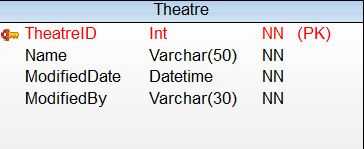 Theatre
TheatreID Int NN (PK)
Name Varchar(50) NN
ModifiedDate Datetime NN
ModifiedBy Varchar(30) NN